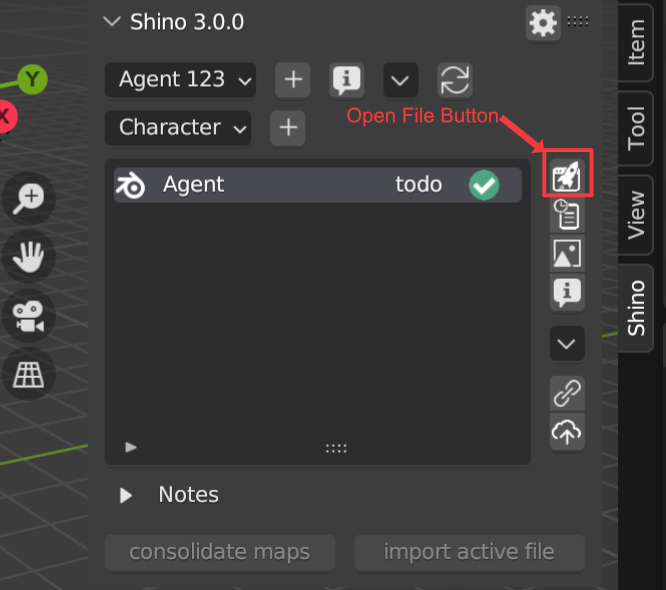 Shino 3.0.0
Item
Y
X
Agent 123
Character
Open File Button
Tool
Agent todo
View
Shino
Notes
consolidate maps import active file